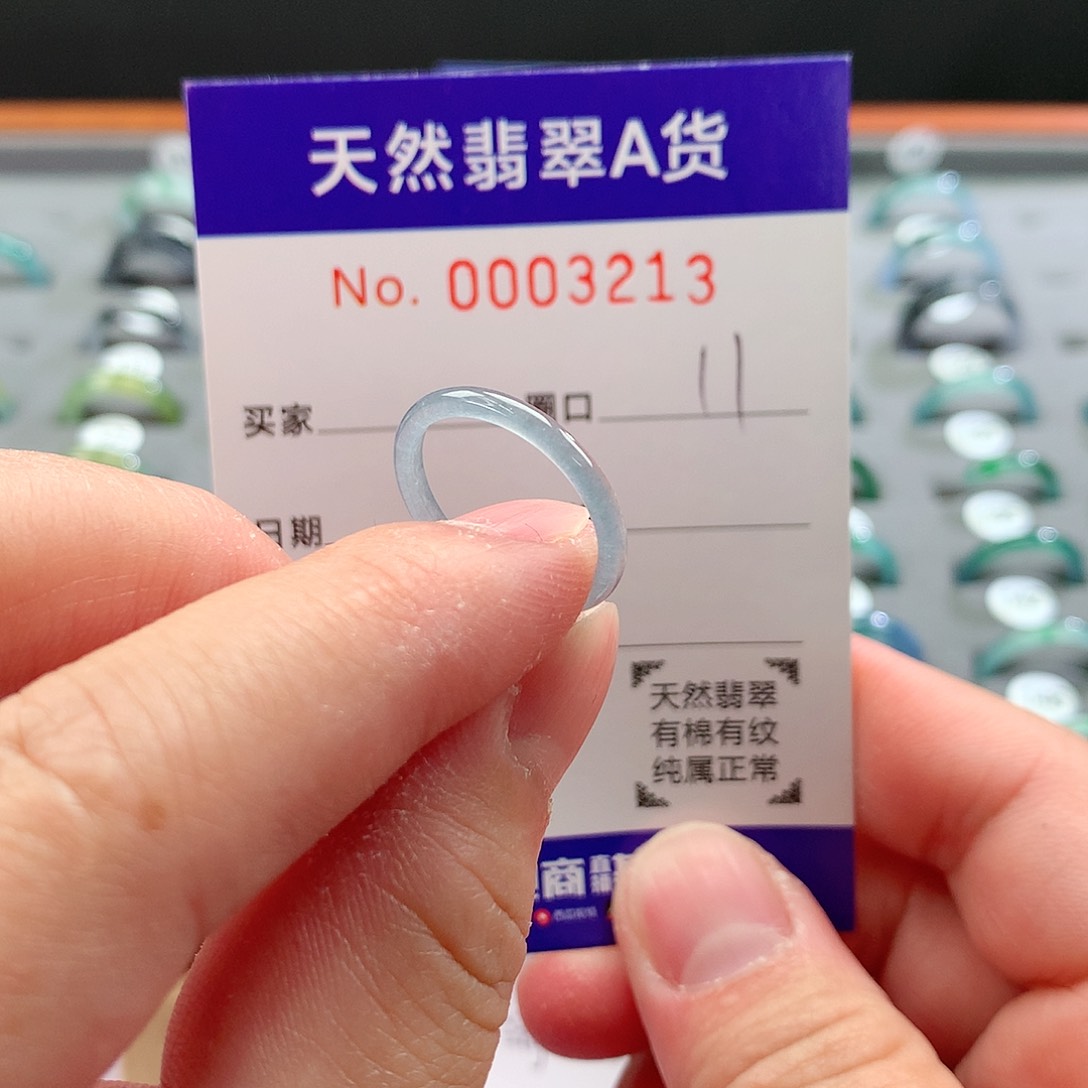 天然翡翠A货
No. 0003213
买家 圈口 11
日期
天然翡翠
有棉有纹
纯属正常
商